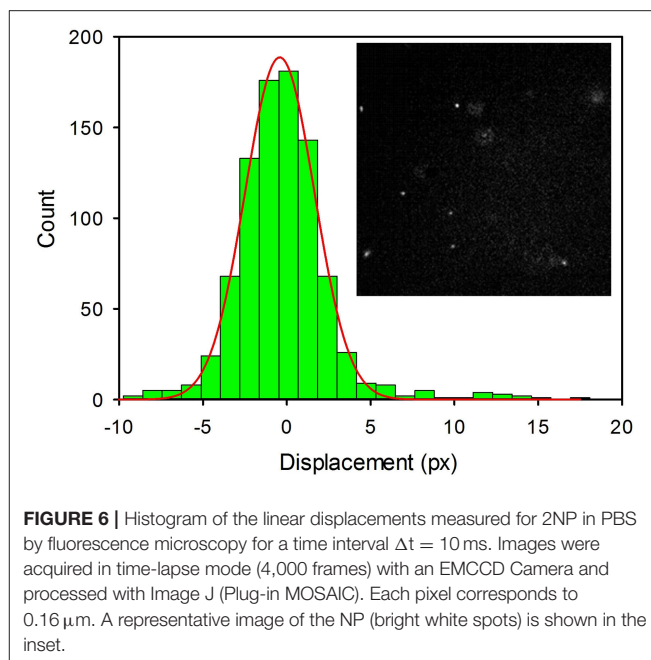 200
150
100
50
0
Count
-10 -5 0 5 10 15 20
Displacement (px)
FIGURE 6 | Histogram of the linear displacements measured for 2NP in PBS
by fluorescence microscopy for a time interval Δt = 10 ms. Images were
acquired in time-lapse mode (4,000 frames) with an EMCCD Camera and
processed with Image J (Plug-in MOSAIC). Each pixel corresponds to
0.16 μm. A representative image of the NP (bright white spots) is shown in the
inset.